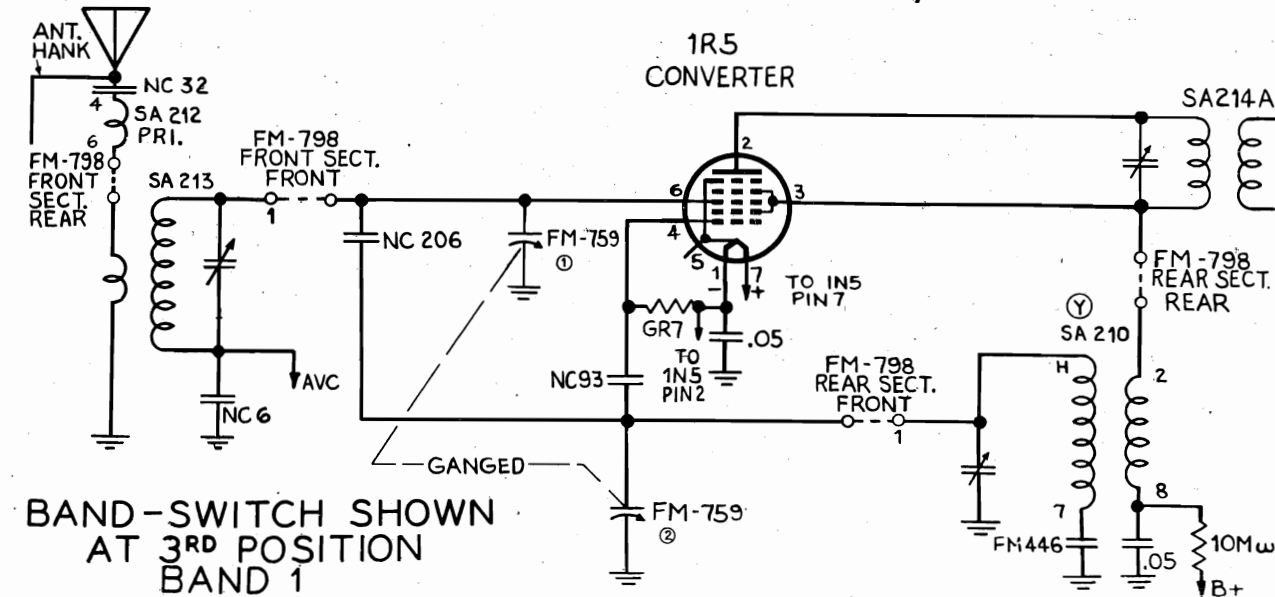 ANT.
HANK
NC 32
4
SA 212
PRI.
6
FM-798
FRONT
SECT.
REAR
SA 213
FM-798
FRONT SECT.
FRONT
1
NC 206
FM-759
①
1R5
CONVERTER
2
6
3
4
5
1
7
-
+
TO IN5
PIN 7
GR7
TO
1N5
PIN2
.05
NC93
AVC
NC 6
GANGED
FM-759
②
FM-798
REAR SECT.
FRONT
1
SA214A
FM-798
REAR SECT.
REAR
Ⓨ
SA 210
H
2
7
8
FM446
.05
10Mω
B+
BAND-SWITCH SHOWN
AT 3RD POSITION
BAND 1